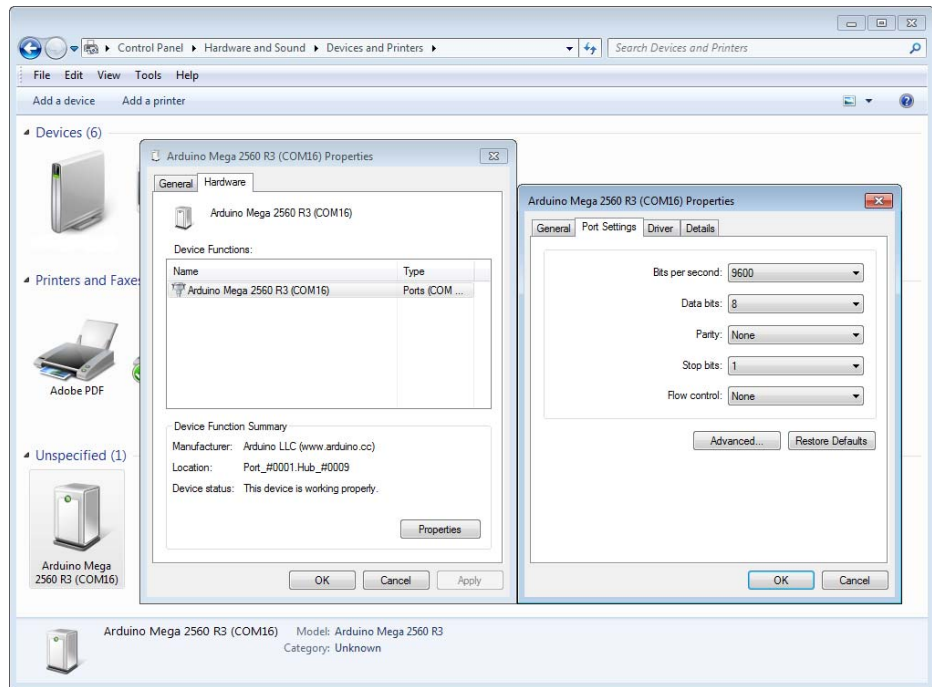 Control Panel ▸ Hardware and Sound ▸ Devices and Printers ▸
Search Devices and Printers
File Edit View Tools Help
Add a device Add a printer
Devices (6)
Printers and Faxes
Adobe PDF
Unspecified (1)
Arduino Mega
2560 R3 (COM16)
Arduino Mega 2560 R3 (COM16) Properties
General Hardware
Arduino Mega 2560 R3 (COM16)
Device Functions:
Name Type
Arduino Mega 2560 R3 (COM16) Ports (COM ...
Device Function Summary
Manufacturer: Arduino LLC (www.arduino.cc)
Location: Port_#0001.Hub_#0009
Device status: This device is working properly.
Properties
OK Cancel Apply
Arduino Mega 2560 R3 (COM16) Properties
General Port Settings Driver Details
Bits per second: 9600
Data bits: 8
Parity: None
Stop bits: 1
Flow control: None
Advanced... Restore Defaults
OK Cancel
Arduino Mega 2560 R3 (COM16) Model: Arduino Mega 2560 R3
Category: Unknown